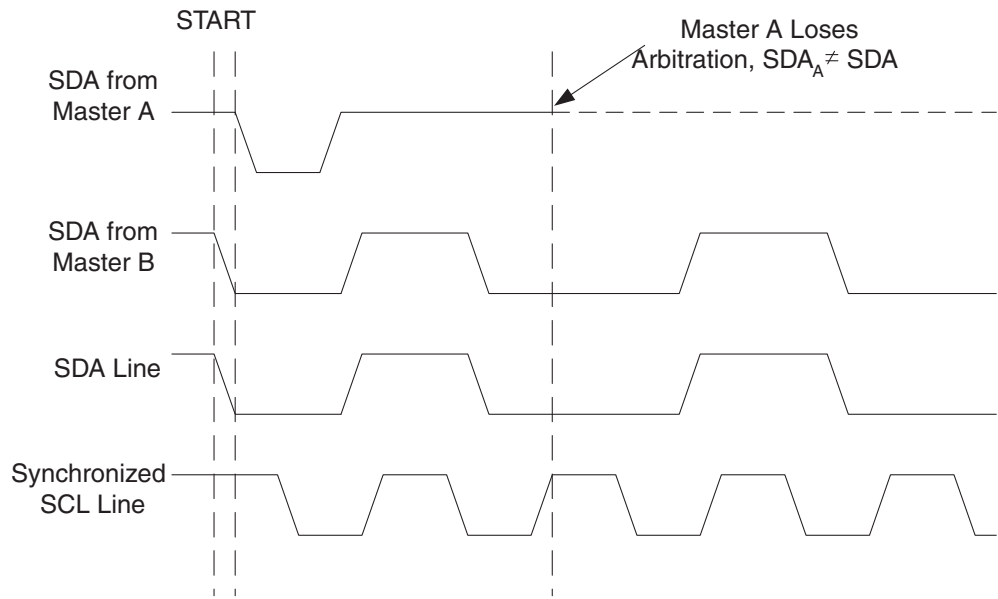 START
Master A Loses
Arbitration, SDA_A ≠ SDA
SDA from
Master A
SDA from
Master B
SDA Line
Synchronized
SCL Line